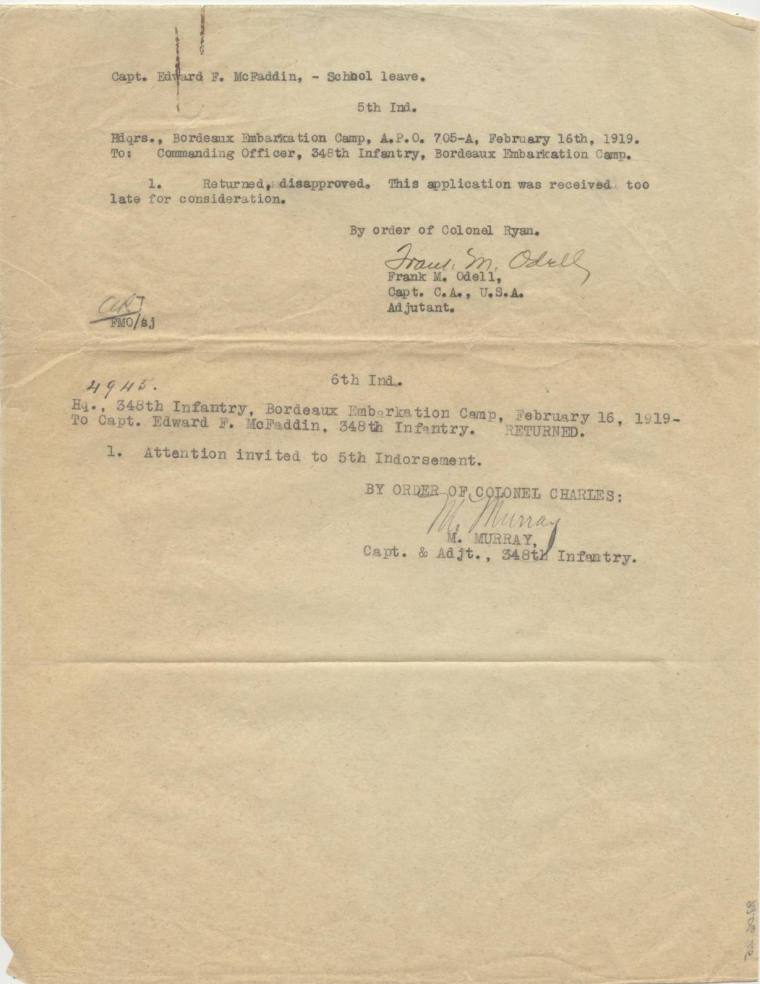 Capt. Edward F. McFaddin, - School leave.
5th Ind.
Hdqrs., Bordeaux Embarkation Camp, A.P.O. 705-A, February 16th, 1919.
To: Commanding Officer, 348th Infantry, Bordeaux Embarkation Camp.
1. Returned, disapproved. This application was received too
late for consideration.
By order of Colonel Ryan.
Frank M. Odell
Frank M. Odell,
Capt. C.A., U.S.A.
Adjutant.
FMO/sj
6th Ind.
4945.
Hq., 348th Infantry, Bordeaux Embarkation Camp, February 16, 1919-
To Capt. Edward F. McFaddin, 348th Infantry. RETURNED.
1. Attention invited to 5th Indorsement.
BY ORDER OF COLONEL CHARLES:
M. Murray
M. MURRAY,
Capt. & Adjt., 348th Infantry.